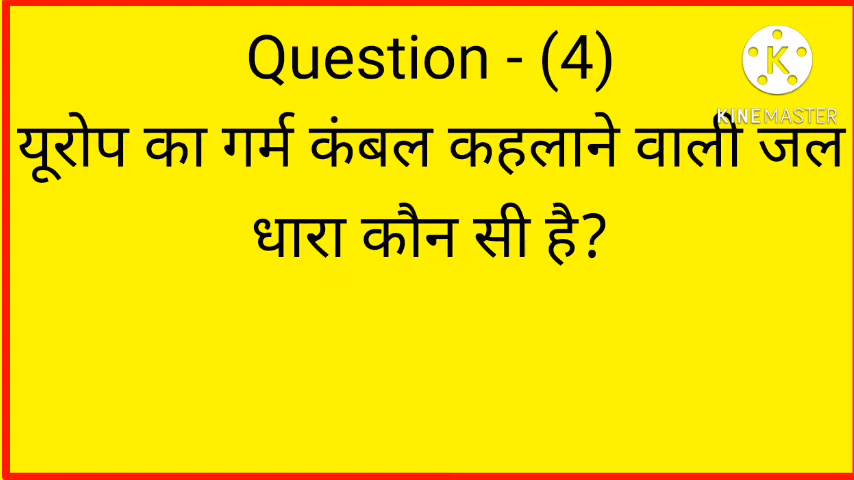 Question - (4)
K
KINEMASTER
यूरोप का गर्म कंबल कहलाने वाली जल
धारा कौन सी है?